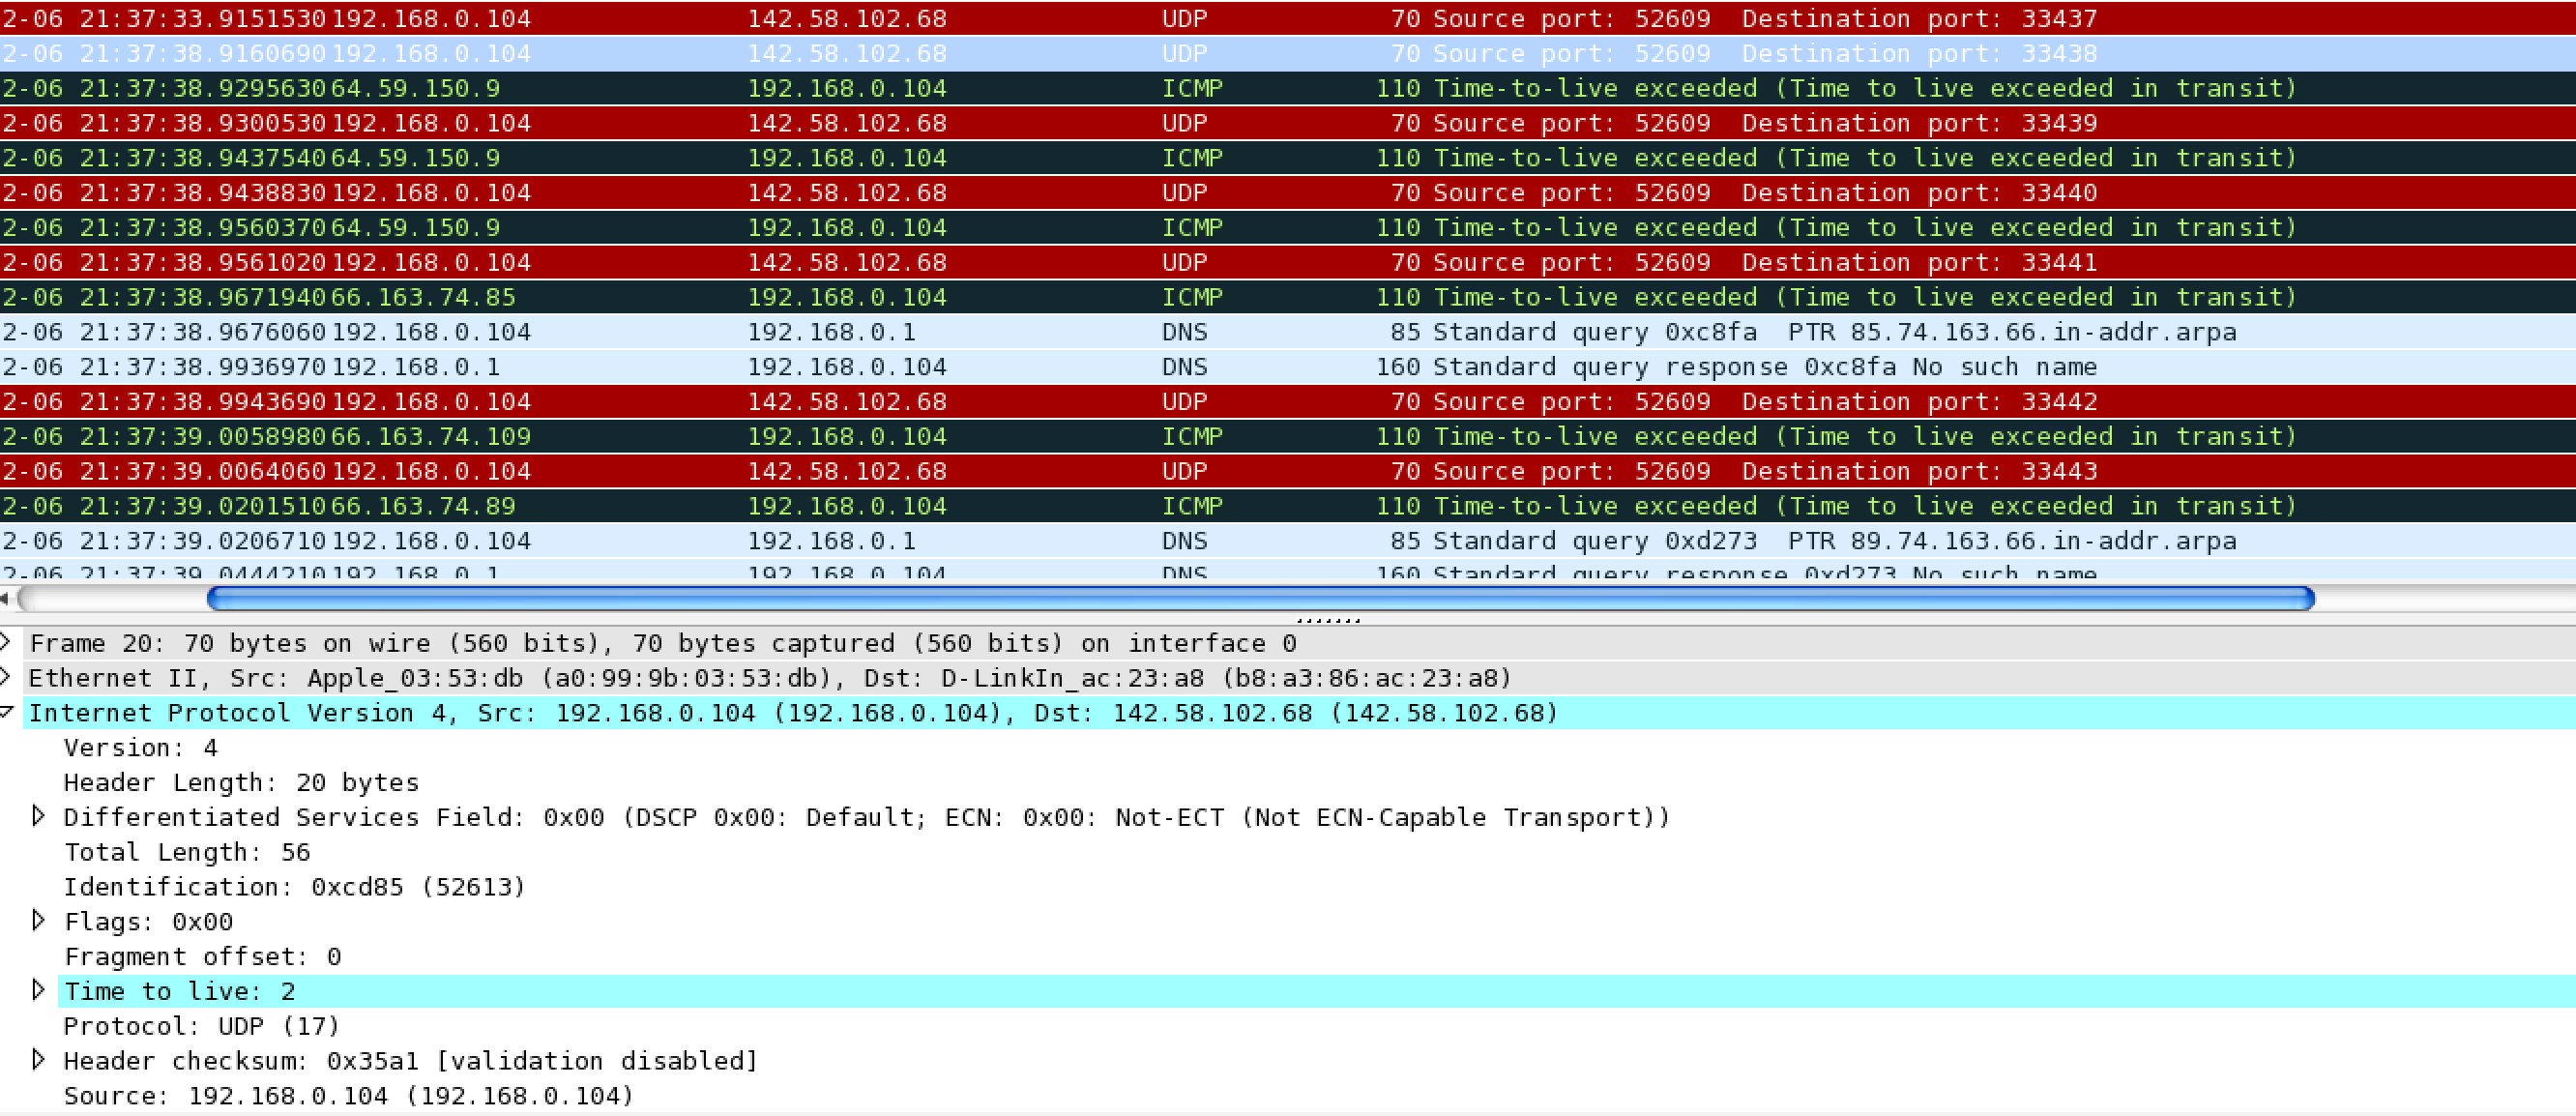 2-06 21:37:33.9151530 192.168.0.104 142.58.102.68 UDP 70 Source port: 52609 Destination port: 33437
2-06 21:37:38.9160690 192.168.0.104 142.58.102.68 UDP 70 Source port: 52609 Destination port: 33438
2-06 21:37:38.9295630 64.59.150.9 192.168.0.104 ICMP 110 Time-to-live exceeded (Time to live exceeded in transit)
2-06 21:37:38.9300530 192.168.0.104 142.58.102.68 UDP 70 Source port: 52609 Destination port: 33439
2-06 21:37:38.9437540 64.59.150.9 192.168.0.104 ICMP 110 Time-to-live exceeded (Time to live exceeded in transit)
2-06 21:37:38.9438830 192.168.0.104 142.58.102.68 UDP 70 Source port: 52609 Destination port: 33440
2-06 21:37:38.9560370 64.59.150.9 192.168.0.104 ICMP 110 Time-to-live exceeded (Time to live exceeded in transit)
2-06 21:37:38.9561020 192.168.0.104 142.58.102.68 UDP 70 Source port: 52609 Destination port: 33441
2-06 21:37:38.9671940 66.163.74.85 192.168.0.104 ICMP 110 Time-to-live exceeded (Time to live exceeded in transit)
2-06 21:37:38.9676060 192.168.0.104 192.168.0.1 DNS 85 Standard query 0xc8fa PTR 85.74.163.66.in-addr.arpa
2-06 21:37:38.9936970 192.168.0.1 192.168.0.104 DNS 160 Standard query response 0xc8fa No such name
2-06 21:37:38.9943690 192.168.0.104 142.58.102.68 UDP 70 Source port: 52609 Destination port: 33442
2-06 21:37:39.0058980 66.163.74.109 192.168.0.104 ICMP 110 Time-to-live exceeded (Time to live exceeded in transit)
2-06 21:37:39.0064060 192.168.0.104 142.58.102.68 UDP 70 Source port: 52609 Destination port: 33443
2-06 21:37:39.0201510 66.163.74.89 192.168.0.104 ICMP 110 Time-to-live exceeded (Time to live exceeded in transit)
2-06 21:37:39.0206710 192.168.0.104 192.168.0.1 DNS 85 Standard query 0xd273 PTR 89.74.163.66.in-addr.arpa
2-06 21:37:39.0444210 192.168.0.1 192.168.0.104 DNS 160 Standard query response 0xd273 No such name
Frame 20: 70 bytes on wire (560 bits), 70 bytes captured (560 bits) on interface 0
Ethernet II, Src: Apple_03:53:db (a0:99:9b:03:53:db), Dst: D-LinkIn_ac:23:a8 (b8:a3:86:ac:23:a8)
Internet Protocol Version 4, Src: 192.168.0.104 (192.168.0.104), Dst: 142.58.102.68 (142.58.102.68)
Version: 4
Header Length: 20 bytes
Differentiated Services Field: 0x00 (DSCP 0x00: Default; ECN: 0x00: Not-ECT (Not ECN-Capable Transport))
Total Length: 56
Identification: 0xcd85 (52613)
Flags: 0x00
Fragment offset: 0
Time to live: 2
Protocol: UDP (17)
Header checksum: 0x35a1 [validation disabled]
Source: 192.168.0.104 (192.168.0.104)